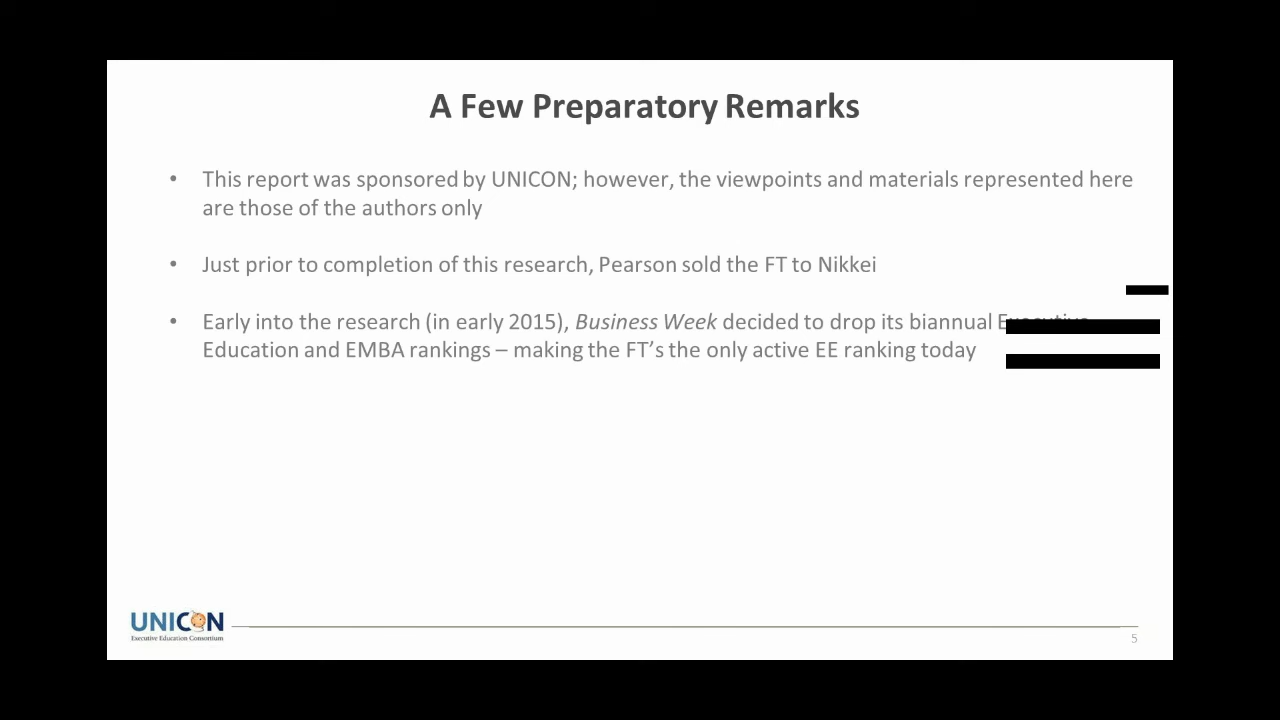 A Few Preparatory Remarks
• This report was sponsored by UNICON; however, the viewpoints and materials represented here
are those of the authors only
• Just prior to completion of this research, Pearson sold the FT to Nikkei
• Early into the research (in early 2015), Business Week decided to drop its biannual Executive
Education and EMBA rankings – making the FT’s the only active EE ranking today
UNICON
Executive Education Consortium
5